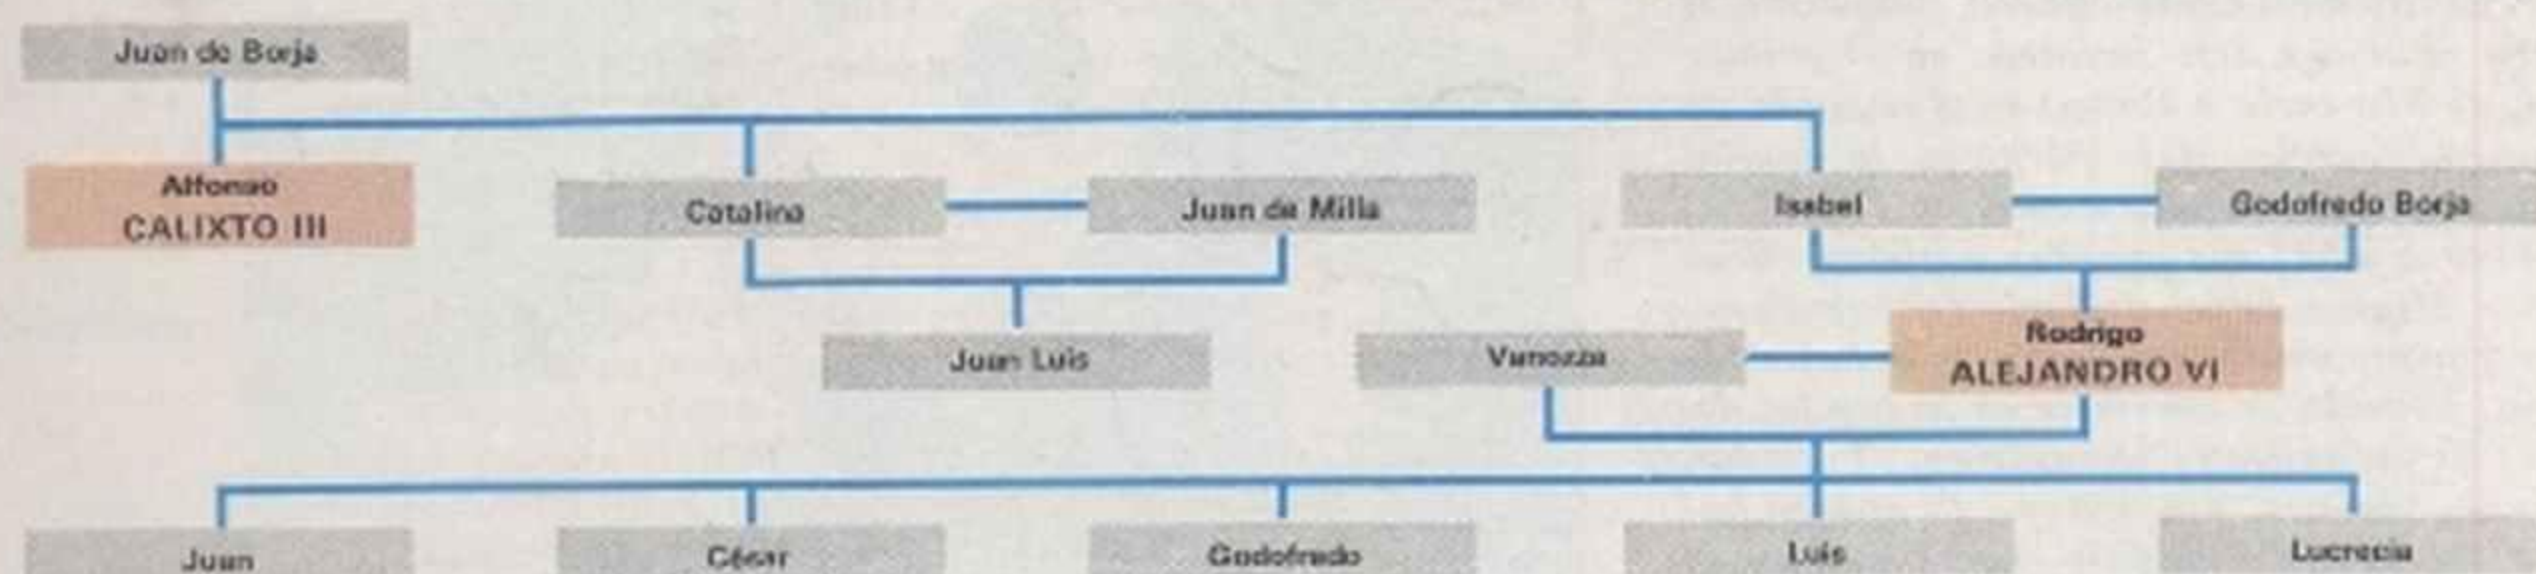 Juan de Borja
Alfonso
CALIXTO III
Catalina
Juan de Milla
Isabel
Godofredo Borja
Juan Luis
Vanozza
Rodrigo
ALEJANDRO VI
Juan
César
Godofredo
Luis
Lucrecia